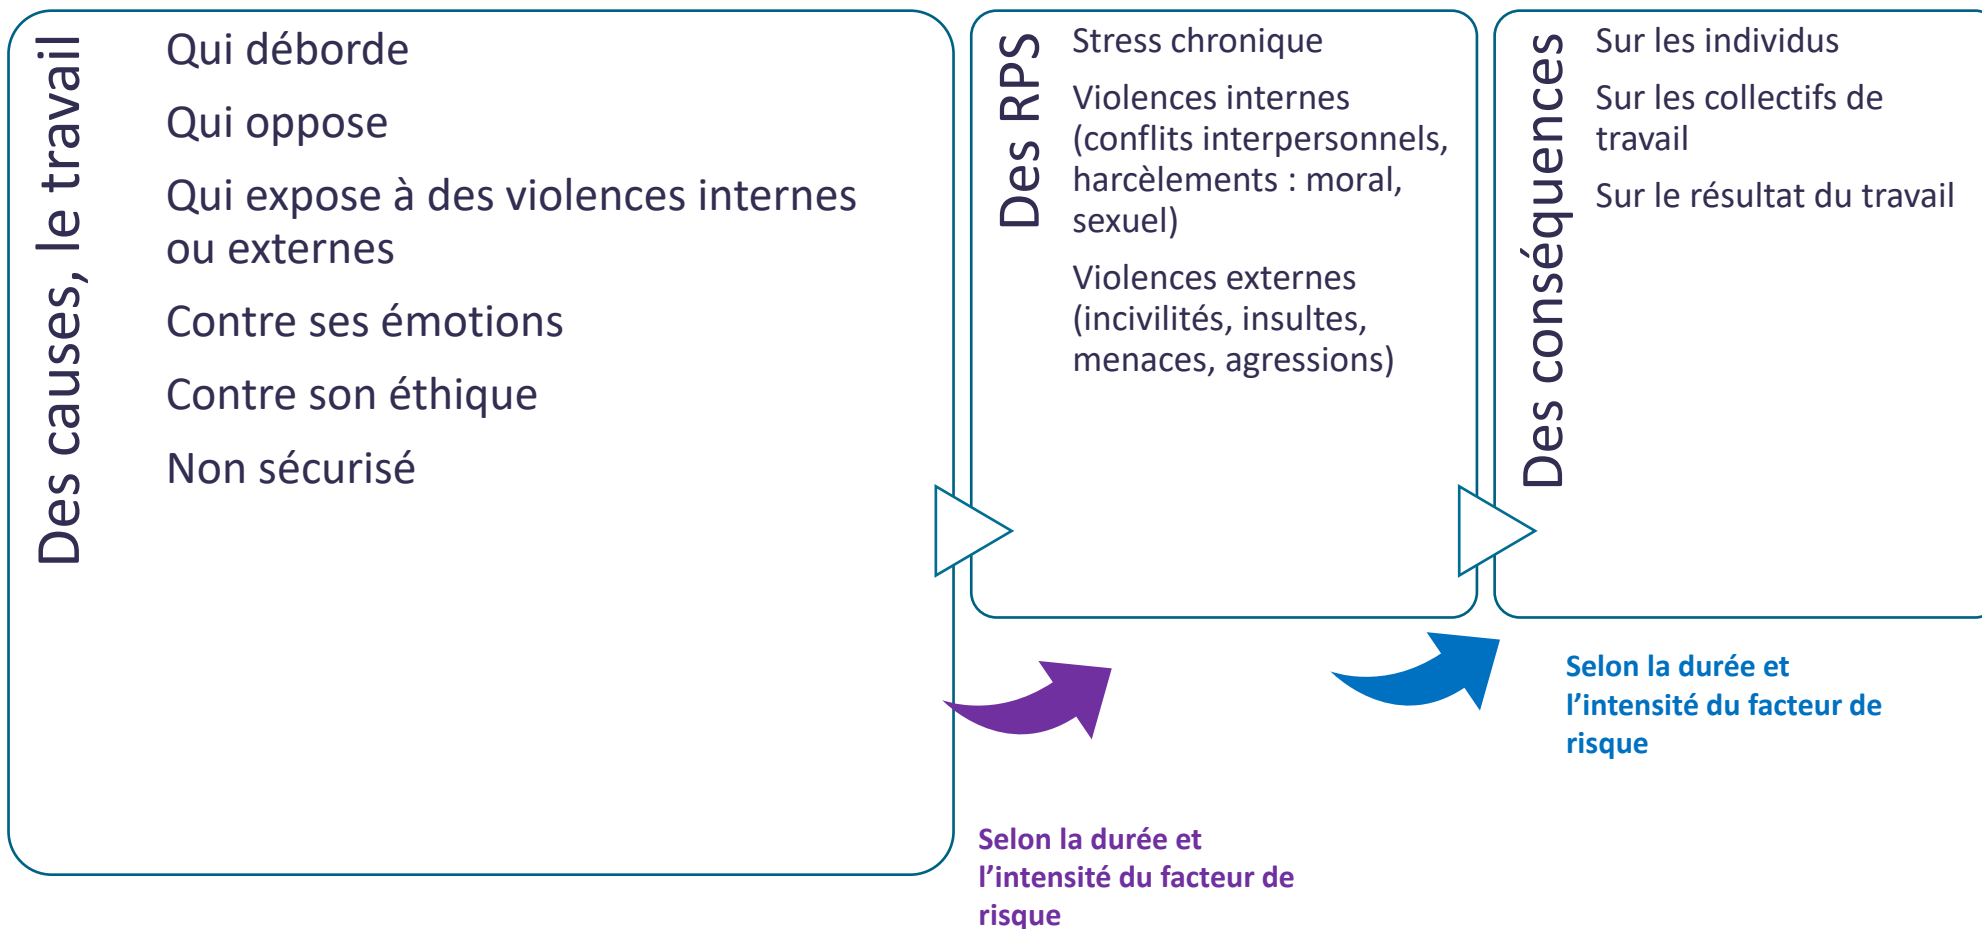 Des causes, le travail
Qui déborde
Qui oppose
Qui expose à des violences internes
ou externes
Contre ses émotions
Contre son éthique
Non sécurisé
Des RPS
Stress chronique
Violences internes
(conflits interpersonnels,
harcèlements : moral,
sexuel)
Violences externes
(incivilités, insultes,
menaces, agressions)
Des conséquences
Sur les individus
Sur les collectifs de
travail
Sur le résultat du travail
Selon la durée et
l’intensité du facteur de
risque
Selon la durée et
l’intensité du facteur de
risque